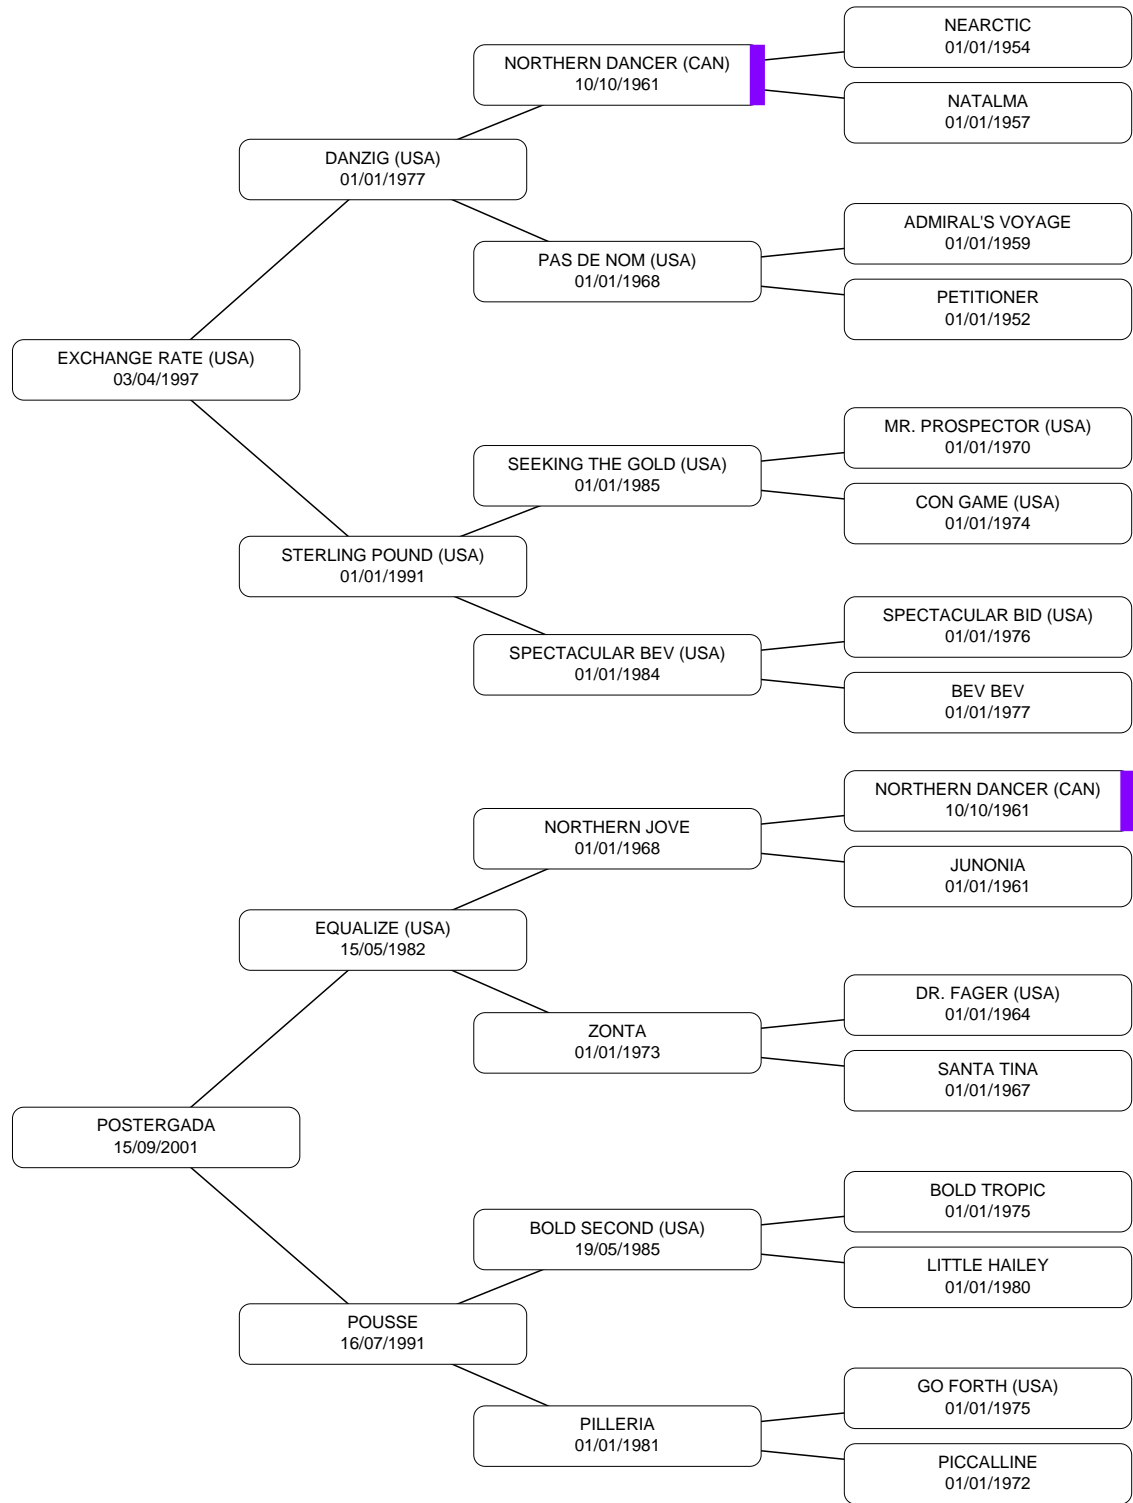 NEARCTIC
01/01/1954
NORTHERN DANCER (CAN)
10/10/1961
NATALMA
01/01/1957
DANZIG (USA)
01/01/1977
ADMIRAL'S VOYAGE
01/01/1959
PAS DE NOM (USA)
01/01/1968
PETITIONER
01/01/1952
EXCHANGE RATE (USA)
03/04/1997
MR. PROSPECTOR (USA)
01/01/1970
SEEKING THE GOLD (USA)
01/01/1985
CON GAME (USA)
01/01/1974
STERLING POUND (USA)
01/01/1991
SPECTACULAR BID (USA)
01/01/1976
SPECTACULAR BEV (USA)
01/01/1984
BEV BEV
01/01/1977
NORTHERN DANCER (CAN)
10/10/1961
NORTHERN JOVE
01/01/1968
JUNONIA
01/01/1961
EQUALIZE (USA)
15/05/1982
DR. FAGER (USA)
01/01/1964
ZONTA
01/01/1973
SANTA TINA
01/01/1967
POSTERGADA
15/09/2001
BOLD TROPIC
01/01/1975
BOLD SECOND (USA)
19/05/1985
LITTLE HAILEY
01/01/1980
POUSSE
16/07/1991
GO FORTH (USA)
01/01/1975
PILLERIA
01/01/1981
PICCALLINE
01/01/1972